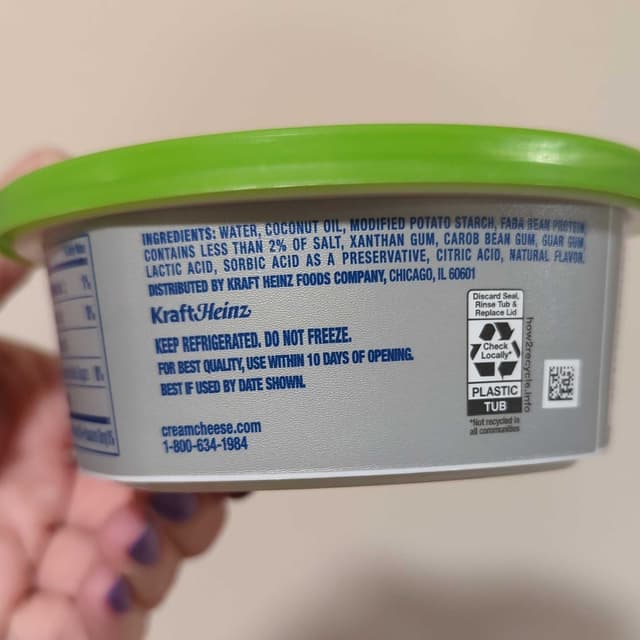 INGREDIENTS: WATER, COCONUT OIL, MODIFIED POTATO STARCH, FABA BEAN PROTEIN
CONTAINS LESS THAN 2% OF SALT, XANTHAN GUM, CAROB BEAN GUM, GUAR GUM,
LACTIC ACID, SORBIC ACID AS A PRESERVATIVE, CITRIC ACID, NATURAL FLAVOR.
DISTRIBUTED BY KRAFT HEINZ FOODS COMPANY, CHICAGO, IL 60601
KraftHeinz
KEEP REFRIGERATED. DO NOT FREEZE.
FOR BEST QUALITY, USE WITHIN 10 DAYS OF OPENING.
BEST IF USED BY DATE SHOWN.
creamcheese.com
1-800-634-1984
Discard Seal,
Rinse Tub &
Replace Lid
Check
Locally*
PLASTIC
TUB
*Not recycled in
all communities
how2recycle.info